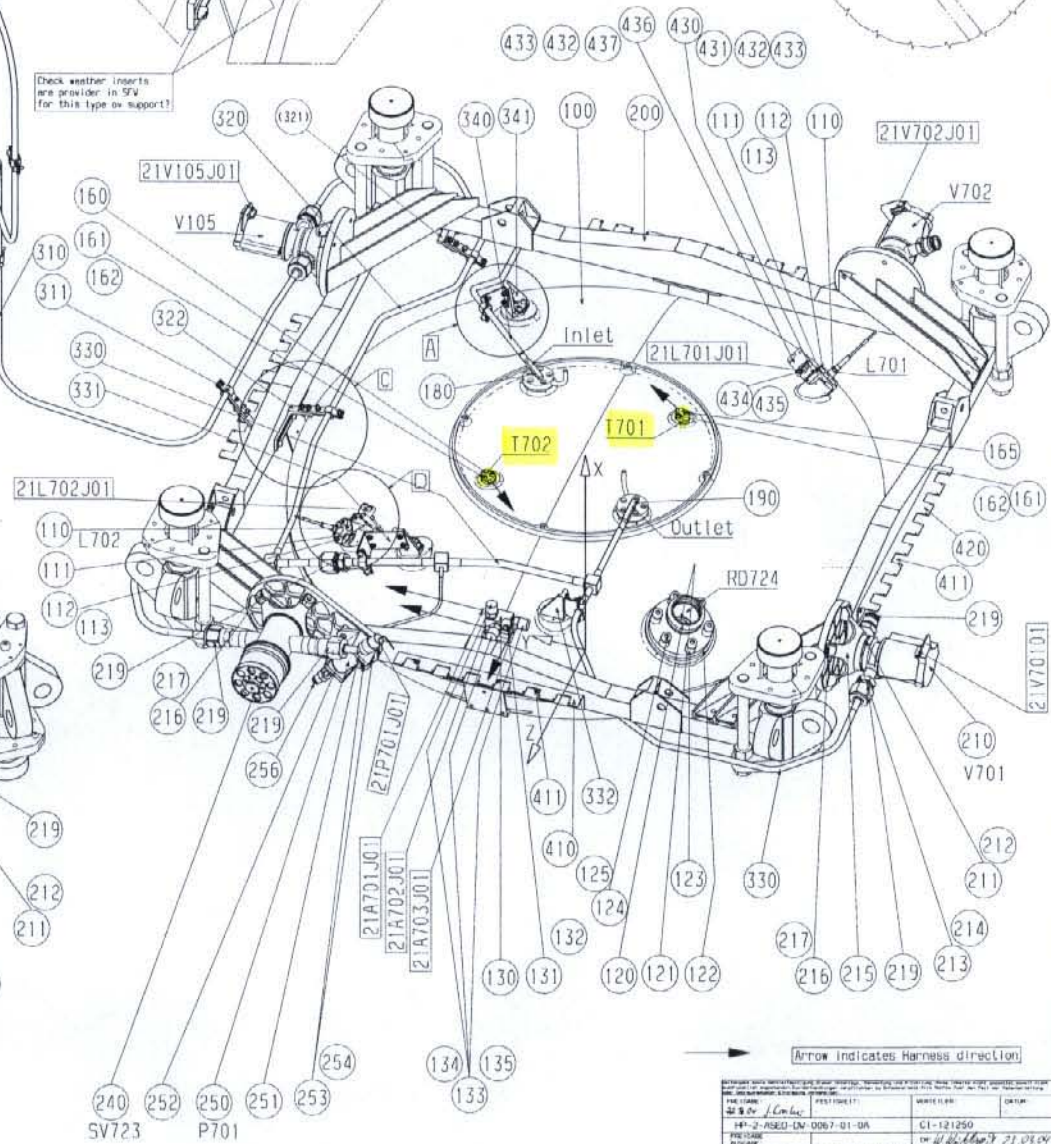 433 432 437
436
430
431 432 433
Check weather inserts
are provider in SFV
for this type ov support?
320
(321)
340
341
100
200
111
112
110
113
21V702J01
V702
21V105J01
V105
160
161
162
310
311
322
330
331
A
C
D
Inlet
180
21L701J01
L701
434
435
T701
T702
165
162
161
X
190
Outlet
420
411
21L702J01
110
L702
111
112
113
RD724
219
21V70101
219
217
216
219
219
256
21P701J01
Z
411
332
410
210
V701
21A701J01
21A702J01
21A703J01
125
124
123
330
212
211
219
212
211
130
131
132
120
121
122
217
216
215
219
214
213
254
253
134
133
135
240
252
250
251
SV723
P701
Arrow indicates Harness direction
FREIGABE:
FESTIGKEIT:
VERTEILER:
DATUM:
HP-2-ASED-DW-0067-01-0A
CI-121250
FREIGABE